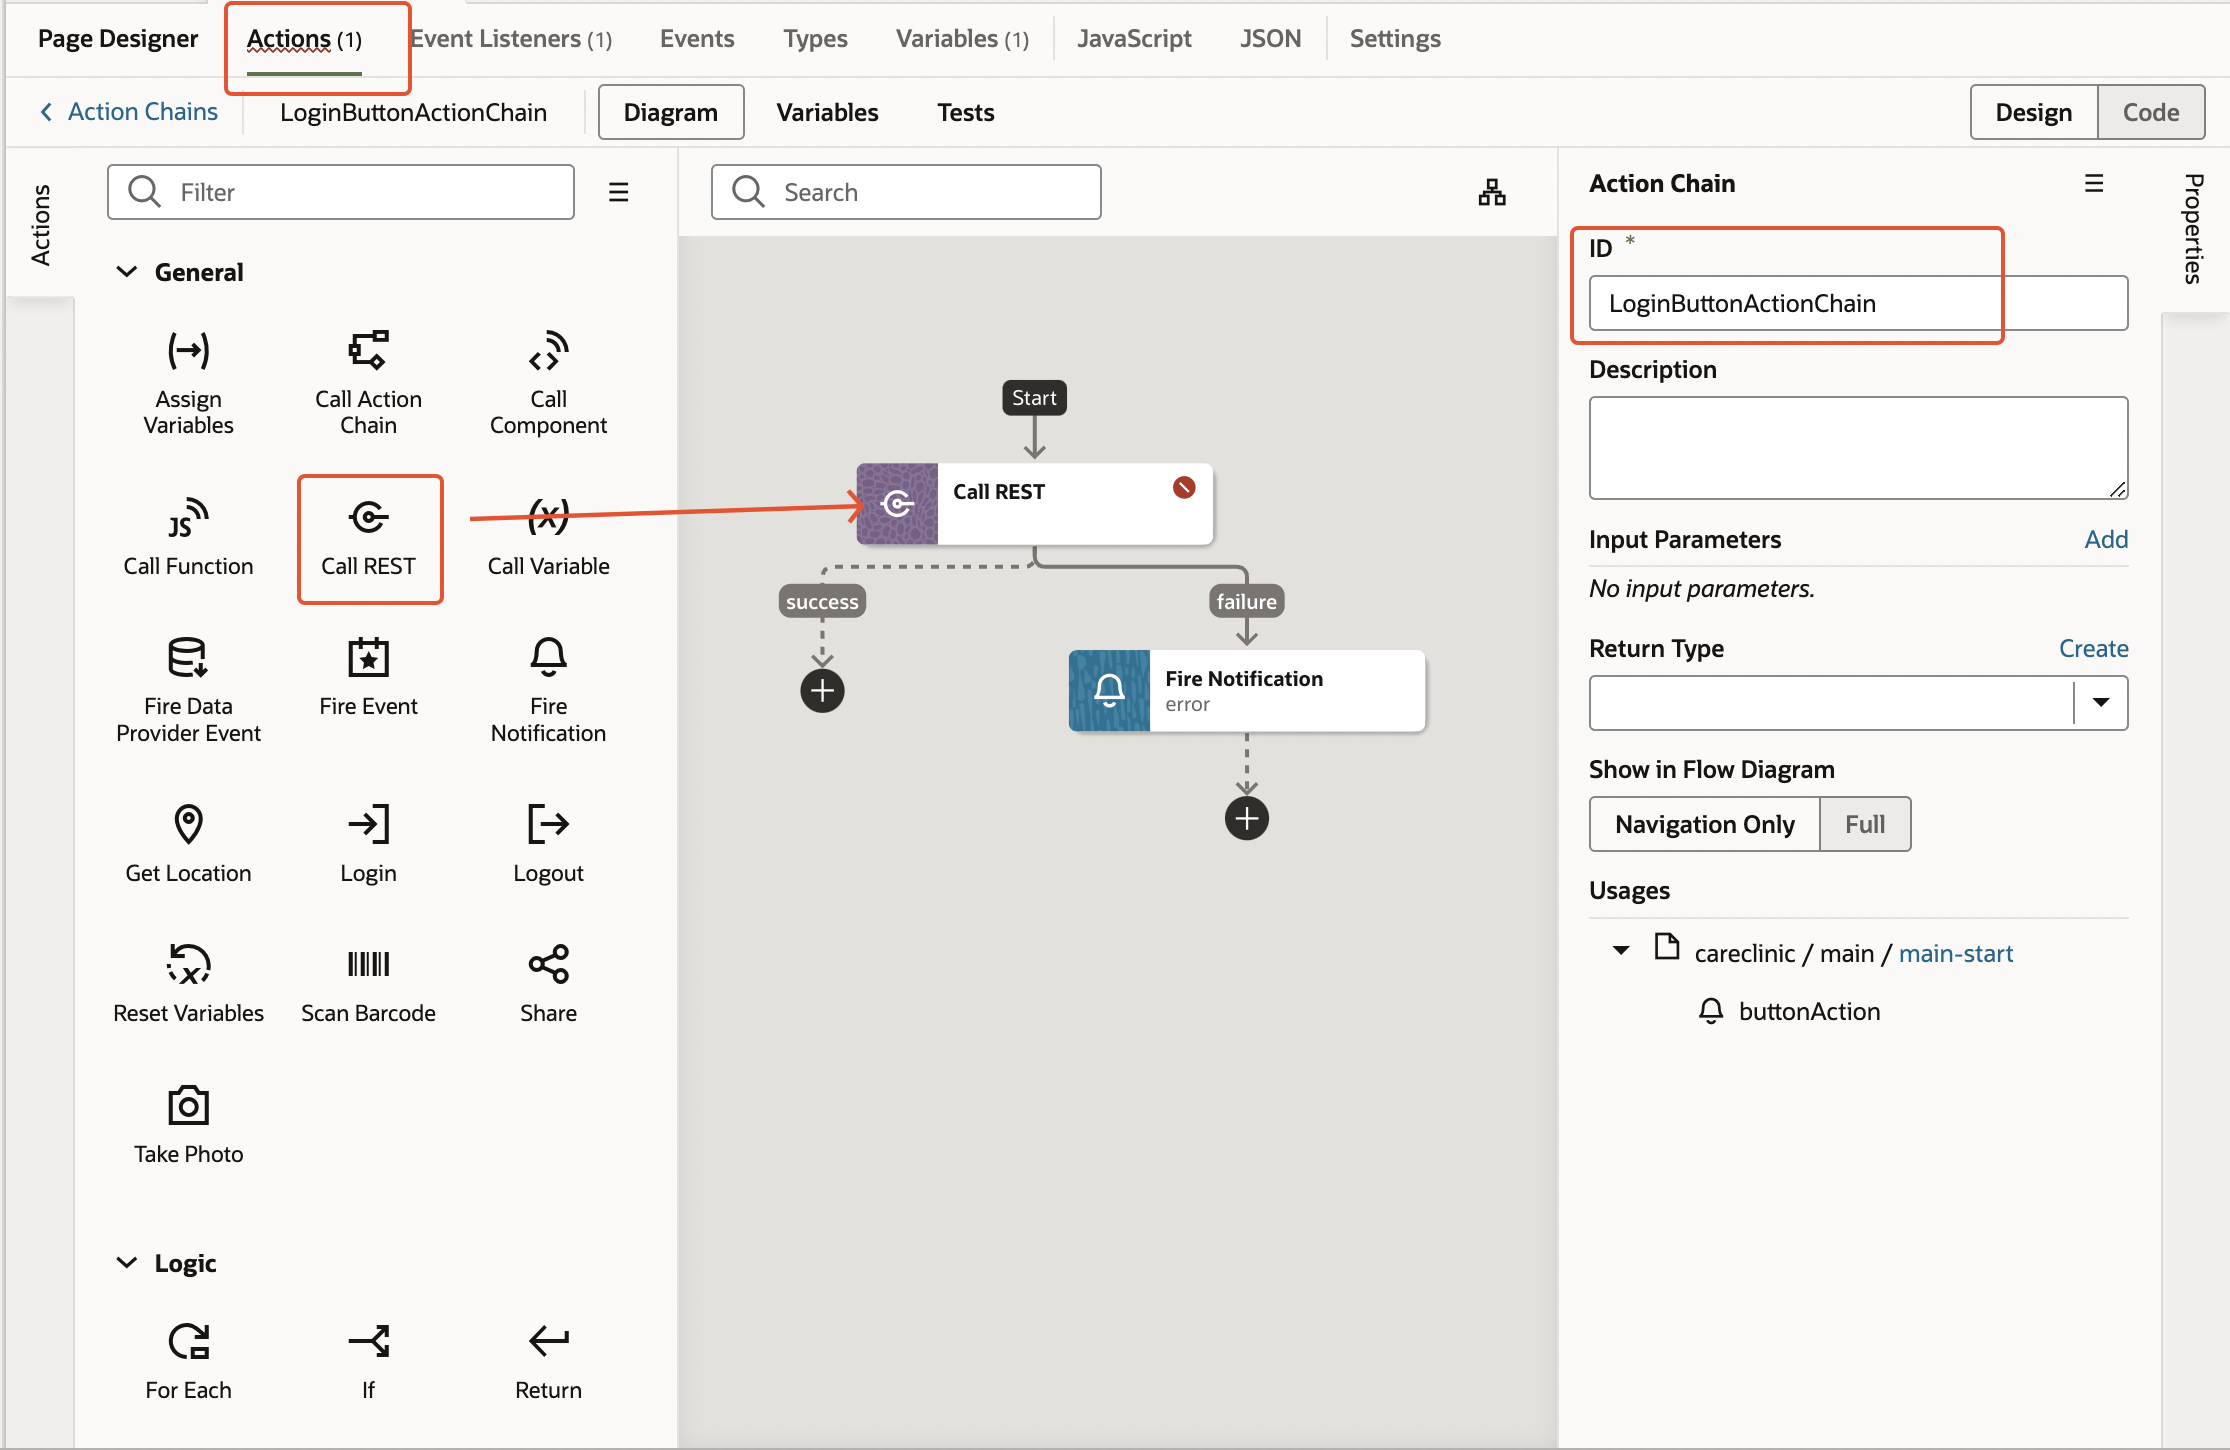 Page Designer
Actions (1)
Event Listeners (1)
Events
Types
Variables (1)
JavaScript
JSON
Settings
Action Chains
LoginButtonActionChain
Diagram
Variables
Tests
Design
Code
Actions
Filter
General
Assign
Variables
Call Action
Chain
Call
Component
JS
Call Function
Call REST
(x)
Call Variable
Fire Data
Provider Event
Fire Event
Fire
Notification
Get Location
Login
Logout
x
Reset Variables
Scan Barcode
Share
Take Photo
Logic
For Each
If
Return
Search
Start
Call REST
success
failure
Fire Notification
error
Action Chain
ID *
LoginButtonActionChain
Description
Input Parameters
Add
No input parameters.
Return Type
Create
Show in Flow Diagram
Navigation Only
Full
Usages
careclinic / main / main-start
buttonAction
Properties